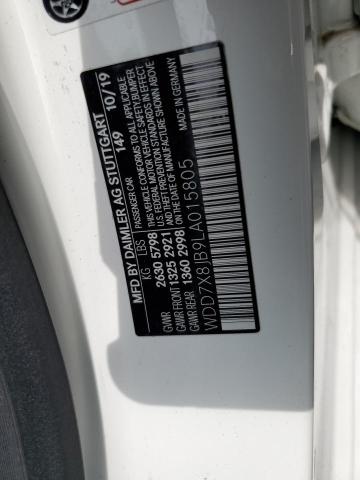 MFD BY DAIMLER AG STUTTGART 10/19
PASSENGER CAR 149
THIS VEHICLE CONFORMS TO ALL APPLICABLE
U.S. FEDERAL MOTOR VEHICLE SAFETY, BUMPER
AND THEFT PREVENTION STANDARDS IN EFFECT
ON THE DATE OF MANUFACTURE SHOWN ABOVE
KG LBS
GVWR 2630 5798
GAWR FRONT 1325 2921
GAWR REAR 1360 2998
MADE IN GERMANY
WDD7X8JB9LA015805